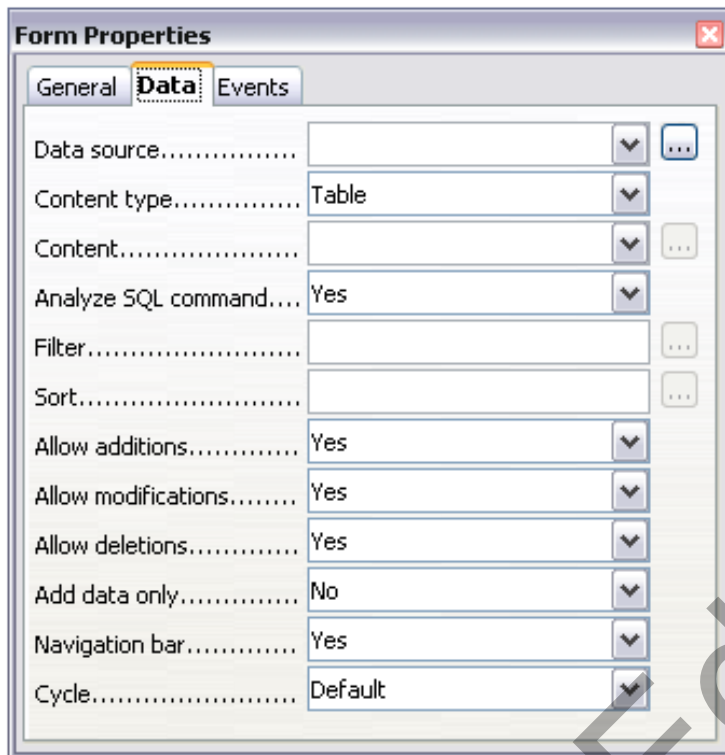 Form Properties
General Data Events
Data source................ ...
Content type............... Table
Content..................... ...
Analyze SQL command.... Yes
Filter........................ ...
Sort......................... ...
Allow additions............. Yes
Allow modifications........ Yes
Allow deletions............. Yes
Add data only.............. No
Navigation bar............. Yes
Cycle....................... Default